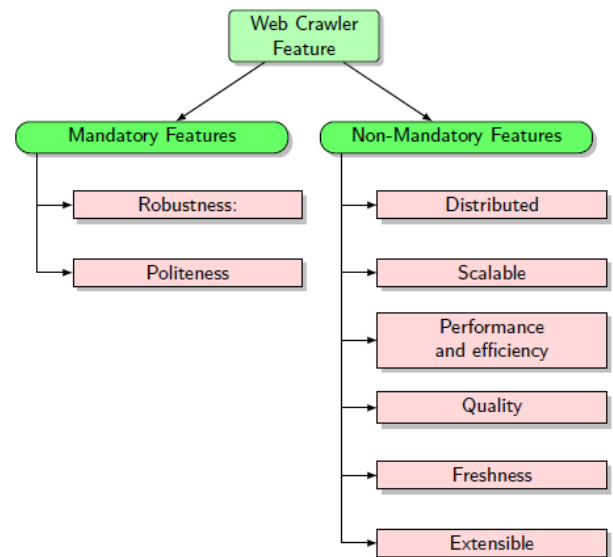 Web Crawler
Feature
Mandatory Features
Non-Mandatory Features
Robustness:
Politeness
Distributed
Scalable
Performance
and efficiency
Quality
Freshness
Extensible